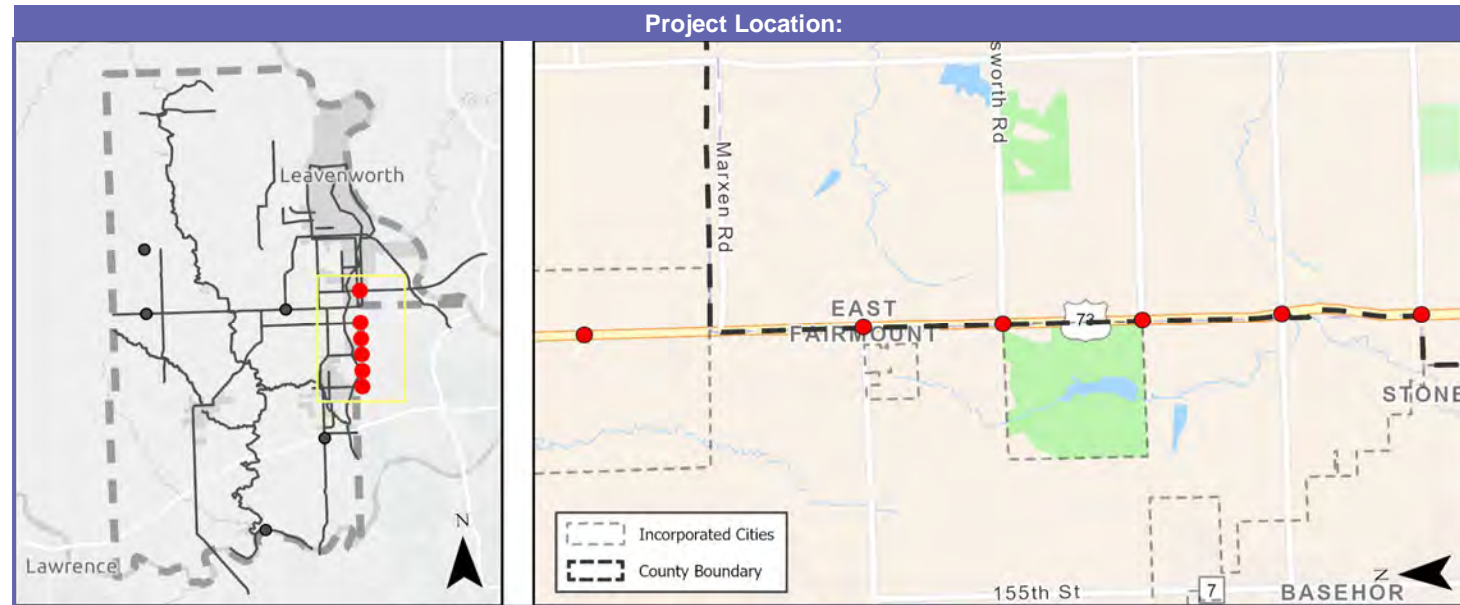 Project Location:
Leavenworth
Lawrence
N
Marxen Rd
sworth Rd
EAST
FAIRMOUNT
73
STONE
Incorporated Cities
County Boundary
155th St
7
BASEHOR
N